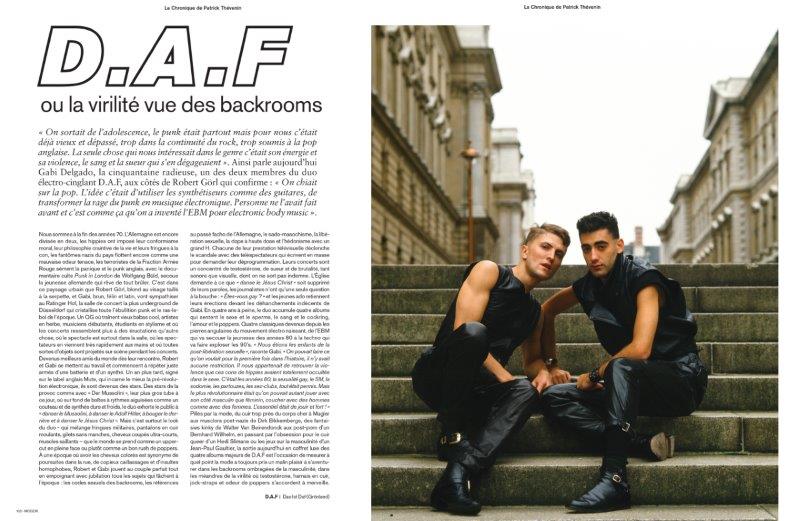 La Chronique de Patrick Thévenin
La Chronique de Patrick Thévenin
D.A.F
ou la virilité vue des backrooms
« On sortait de l'adolescence, le punk était partout mais pour nous c'était
déjà vieux et dépassé, trop dans la continuité du rock, trop soumis à la pop
anglaise. La seule chose qui nous intéressait dans le genre c'était son énergie et
sa violence, le sang et la sueur qui s'en dégageaient ». Ainsi parle aujourd'hui
Gabi Delgado, la cinquantaine radieuse, un des deux membres du duo
électro-cinglant D.A.F, aux côtés de Robert Görl qui confirme : « On chiait
sur la pop. L'idée c'était d'utiliser les synthétiseurs comme des guitares, de
transformer la rage du punk en musique électronique. Personne ne l'avait fait
avant et c'est comme ça qu'on a inventé l'EBM pour electronic body music ».
Nous sommes à la fin des années 70. L'Allemagne est encore
divisée en deux, les hippies ont imposé leur conformisme
moral, leur philosophie cravene de la vie et leurs fringues à la
con, les fantômes nazis du pays flottent encore comme une
mauvaise odeur tenace, les terroristes de la Fraction Armée
Rouge sèment la panique et le punk anglais, avec le docu-
mentaire culte Punk in London de Wolfgang Büld, secoue
la jeunesse allemande qui rêve de tout brûler. C'est dans
ce paysage urbain que Robert Görl, blond au visage taillé
à la serpette, et Gabi, brun, félin et latin, vont sympathiser
au Ratinger Hof, la salle de concert la plus underground de
Düsseldorf qui cristallise toute l'ébullition punk et le ras-le-
bol de l'époque. Un QG où traînent vieux babas cool, artistes
en herbe, musiciens débutants, étudiants en stylisme et où
les concerts ressemblent plus à des éructations qu'autre
chose, où le spectacle est surtout dans la salle, où les spec-
tateurs en viennent très rapidement aux mains et où toutes
sortes d'objets sont projetés sur scène pendant les concerts.
Devenus meilleurs amis du monde dès leur rencontre, Robert
et Gabi se mettent au travail et commencent à répéter juste
armés d'une batterie et d'un synthé. Un an plus tard, signé
sur le label anglais Mute, qui incarne le mieux la pré-révolu-
tion électronique, ils sont devenus des stars. Des stars de la
provoc comme avec « Der Mussolini », leur plus gros tube à
ce jour, où sur fond de boîtes à rythmes aiguisées comme un
couteau et de synthés durs et froids, le duo exhorte le public à
« danser le Mussolini, à danser le Adolf Hitler, à bouger le der-
rière et à danser le Jésus Christ ». Mais c'est surtout le look
du duo – qui mélange fringues militaires, pantalons en cuir
moulants, gilets sans manches, cheveux coupés ultra-courts,
muscles saillants – que le monde se prend comme un upper-
cut en pleine face ou plutôt comme un bon rush de poppers.
À une époque où avoir les cheveux colorés est synonyme de
poursuites dans la rue, de copieux caillassages et d'insultes
homophobes, Robert et Gabi jouent au couple parfait tout
en empoignant avec jubilation tous les sujets qui fâchent à
l'époque : les codes sexuels des backrooms, les références
au passé facho de l'Allemagne, le sado-masochisme, la libé-
ration sexuelle, la dope à haute dose et l'hédonisme avec un
grand H. Chacune de leur prestation télévisuelle déclenche
le scandale avec des téléspectateurs qui écrivent en masse
pour demander leur déprogrammation. Leurs concerts sont
un concentré de testostérone, de sueur et de brutalité, tant
sonore que visuelle, dont on ne sort pas indemne. L'Église
demande à ce que « danse le Jésus Christ » soit supprimé
de leurs paroles, les journalistes n'ont qu'une seule question
à la bouche : « Êtes-vous gay ? » et les jeunes ado retiennent
leurs érections devant les déhanchements indécents de
Gabi. En quatre ans à peine, le duo accumule quatre albums
qui sentent le sexe et le sperme, le sang et le cockring,
l'amour et le poppers. Quatre classiques devenus depuis les
pierres angulaires du mouvement électro naissant, de l'EBM
qui va secouer la jeunesse des années 80 à la techno qui
va faire exploser les 90's. « Nous étions les enfants de la
post-libération sexuelle », raconte Gabi. « On pouvait faire ce
qu'on voulait pour la première fois dans l'histoire, il n'y avait
aucune restriction. Il nous appartenait de retrouver la vio-
lence que ces cons de hippies avaient totalement occultée
dans le sexe. C'était les années 80, la sexualité gay, le SM, la
sodomie, les partouzes, les sex-clubs, tout était permis. Mais
le plus révolutionnaire était qu'on pouvait autant jouer avec
son côté masculin que féminin, coucher avec des hommes
comme avec des femmes. L'essentiel était de jouir et fort ! »
Pillés par la mode, du cuir trop près du corps cher à Mugler
aux musclors post-nazis de Dirk Bikkembergs, des fantai-
sies kinky de Walter Van Beirendonck aux post-porn d'un
Bernhard Willhelm, en passant par l'obsession pour le cuir
queer d'un Hedi Slimane ou les jeux sur la masculinité d'un
Jean-Paul Gaultier, la sortie aujourd'hui en coffret luxe des
quatre albums majeurs de D.A.F est l'occasion de mesurer à
quel point la mode a toujours pris un malin plaisir à s'aventu-
rer dans les backrooms ombragées de la masculinité, dans
les méandres de la virilité où testostérone, harnais en cuir,
jock-straps et odeur de poppers s'accordent à merveille.
D.A.F : Das Ist Daf (Grönland)